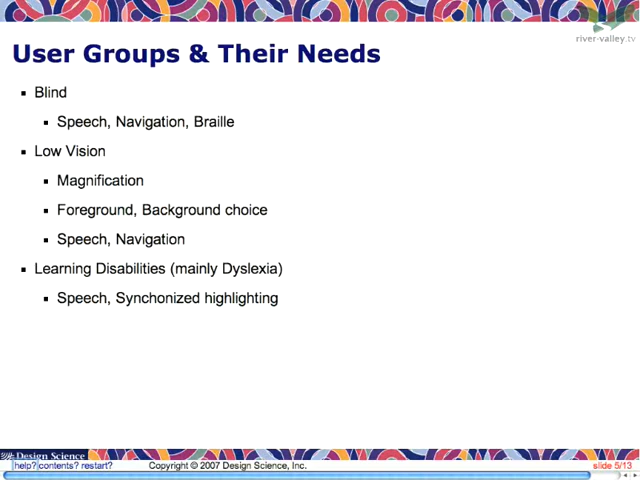 river-valley.tv
User Groups & Their Needs
Blind
Speech, Navigation, Braille
Low Vision
Magnification
Foreground, Background choice
Speech, Navigation
Learning Disabilities (mainly Dyslexia)
Speech, Synchonized highlighting
Design Science
help? contents? restart? Copyright © 2007 Design Science, Inc. slide 5/13